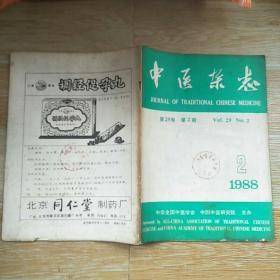 調経促孕丸
北京同仁堂制药厂
中医杂志
JOURNAL OF TRADITIONAL CHINESE MEDICINE
第29卷 第2期 Vol. 29 No. 2
2
1988
中华全国中医学会 中国中医研究院 主办
Sponsored by ALL-CHINA ASSOCIATION OF TRADITIONAL CHINESE
MEDICINE and CHINA ACADEMY OF TRADITIONAL CHINESE MEDICINE